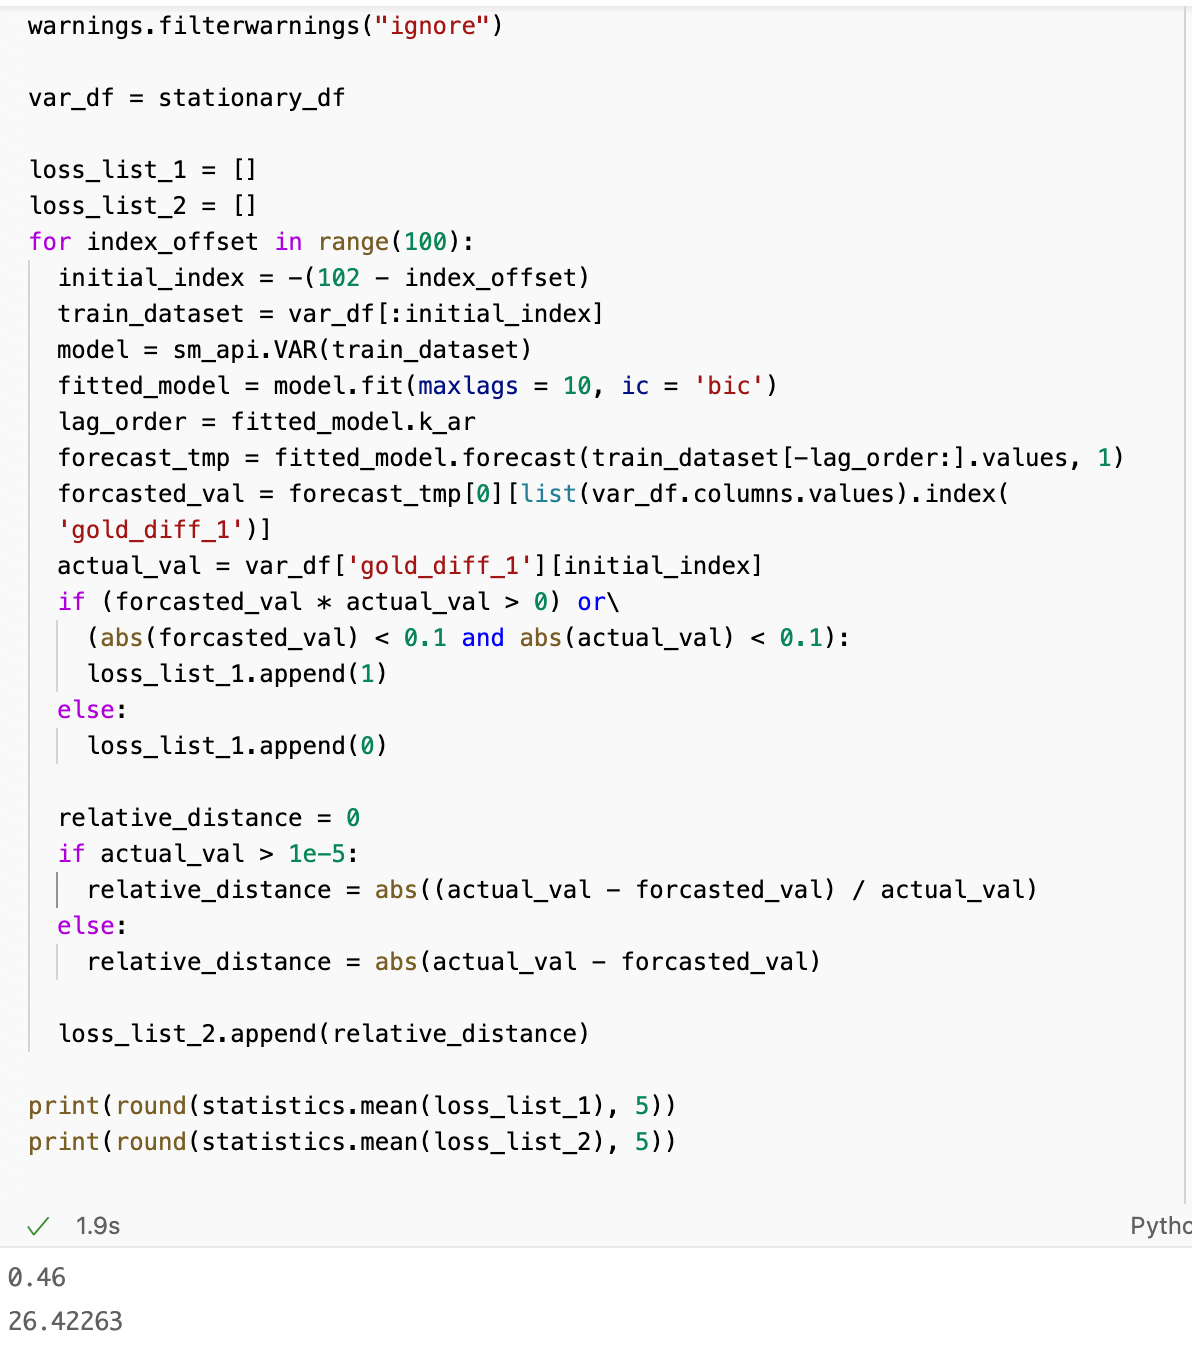 warnings.filterwarnings("ignore")
var_df = stationary_df
loss_list_1 = []
loss_list_2 = []
for index_offset in range(100):
initial_index = -(102 - index_offset)
train_dataset = var_df[:initial_index]
model = sm_api.VAR(train_dataset)
fitted_model = model.fit(maxlags = 10, ic = 'bic')
lag_order = fitted_model.k_ar
forecast_tmp = fitted_model.forecast(train_dataset[-lag_order:].values, 1)
forcasted_val = forecast_tmp[0][list(var_df.columns.values).index(
'gold_diff_1')]
actual_val = var_df['gold_diff_1'][initial_index]
if (forcasted_val * actual_val > 0) or\
(abs(forcasted_val) < 0.1 and abs(actual_val) < 0.1):
loss_list_1.append(1)
else:
loss_list_1.append(0)
relative_distance = 0
if actual_val > 1e-5:
relative_distance = abs((actual_val - forcasted_val) / actual_val)
else:
relative_distance = abs(actual_val - forcasted_val)
loss_list_2.append(relative_distance)
print(round(statistics.mean(loss_list_1), 5))
print(round(statistics.mean(loss_list_2), 5))
1.9s Pytho
0.46
26.42263